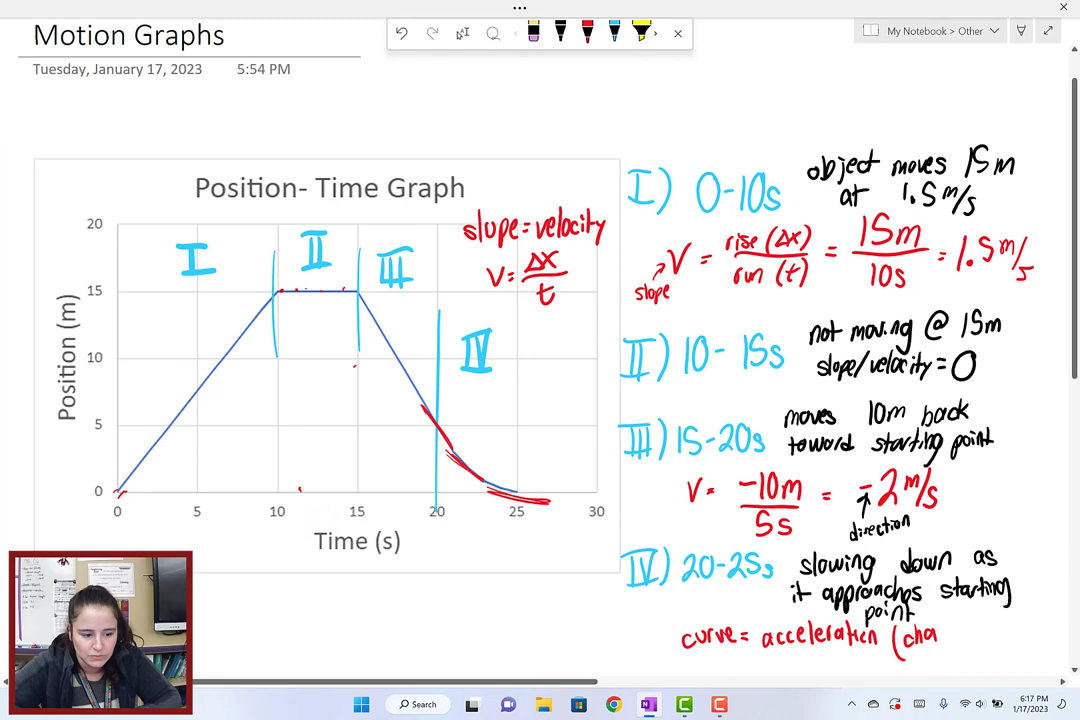 Motion Graphs
Tuesday, January 17, 2023 5:54 PM
My Notebook > Other
Position- Time Graph
slope = velocity
V = Δx
t
I
II
III
IV
20
15
10
5
0
0 5 10 15 20 25 30
Position (m)
Time (s)
I) 0-10s
object moves 15m
at 1.5 m/s
slope V = rise (Δx) = 15m = 1.5 m/s
run (t) 10s
II) 10-15s
not moving @ 15m
slope/velocity = 0
III) 15-20s
moves 10m back
toward starting point
V = -10m = -2 m/s
5s
direction
IV) 20-25s
slowing down as
it approaches starting
point
curve = acceleration (cha
Search
6:17 PM
1/17/2023